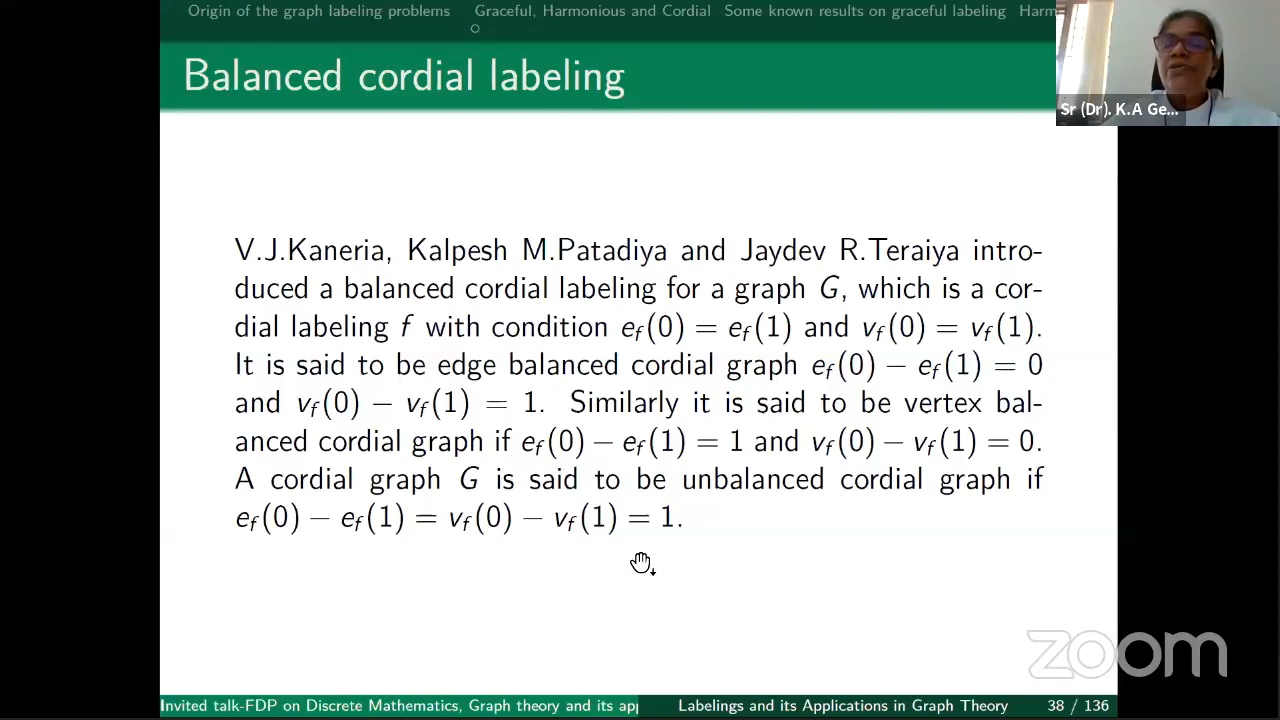 Origin of the graph labeling problems Graceful, Harmonious and Cordial Some known results on graceful labeling Harm
Balanced cordial labeling
Sr (Dr). K.A Ge...
V.J.Kaneria, Kalpesh M.Patadiya and Jaydev R.Teraiya intro-
duced a balanced cordial labeling for a graph G, which is a cor-
dial labeling f with condition e_f(0) = e_f(1) and v_f(0) = v_f(1).
It is said to be edge balanced cordial graph e_f(0) − e_f(1) = 0
and v_f(0) − v_f(1) = 1. Similarly it is said to be vertex bal-
anced cordial graph if e_f(0) − e_f(1) = 1 and v_f(0) − v_f(1) = 0.
A cordial graph G is said to be unbalanced cordial graph if
e_f(0) − e_f(1) = v_f(0) − v_f(1) = 1.
zoom
Invited talk-FDP on Discrete Mathematics, Graph theory and its app Labelings and its Applications in Graph Theory 38 / 136